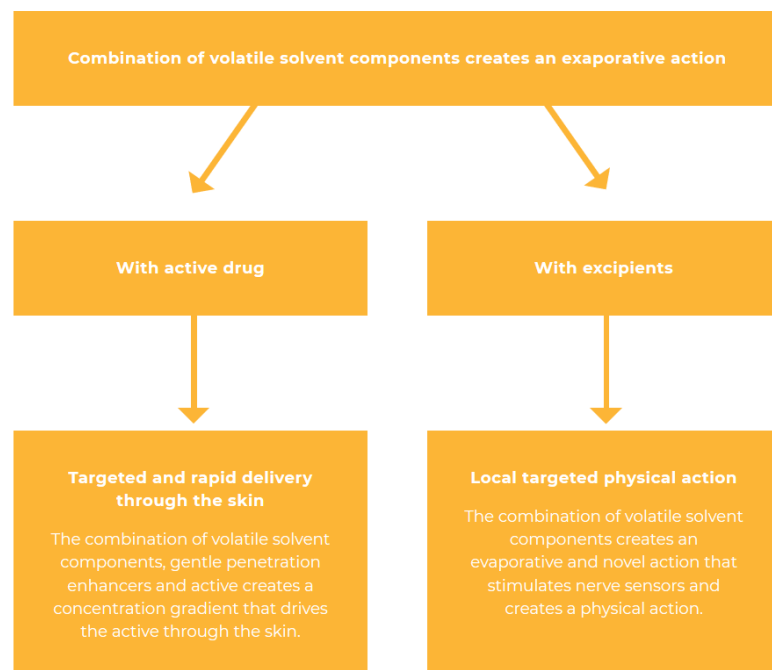 Combination of volatile solvent components creates an exaporative action
With active drug
With excipients
Targeted and rapid delivery
through the skin
The combination of volatile solvent
components, gentle penetration
enhancers and active creates a
concentration gradient that drives
the active through the skin.
Local targeted physical action
The combination of volatile solvent
components creates an
evaporative and novel action that
stimulates nerve sensors and
creates a physical action.